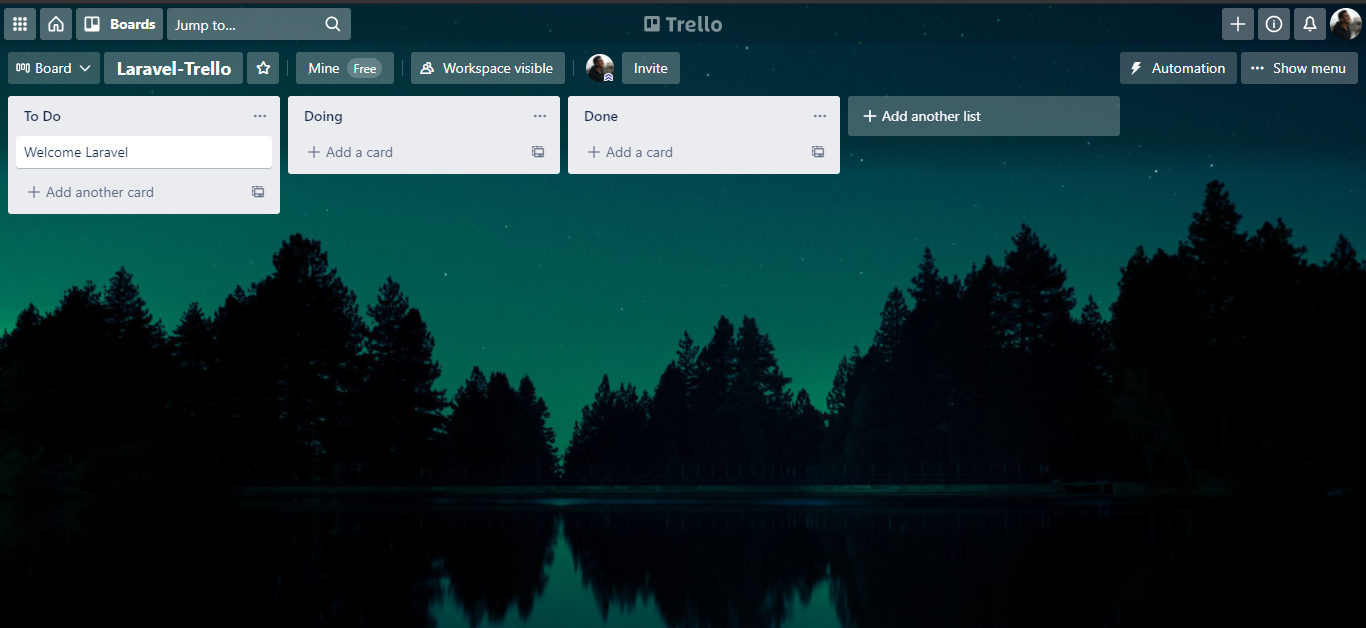 Boards
Jump to...
Trello
Board
Laravel-Trello
Mine Free
Workspace visible
Invite
Automation
Show menu
To Do
Welcome Laravel
Add another card
Doing
Add a card
Done
Add a card
Add another list